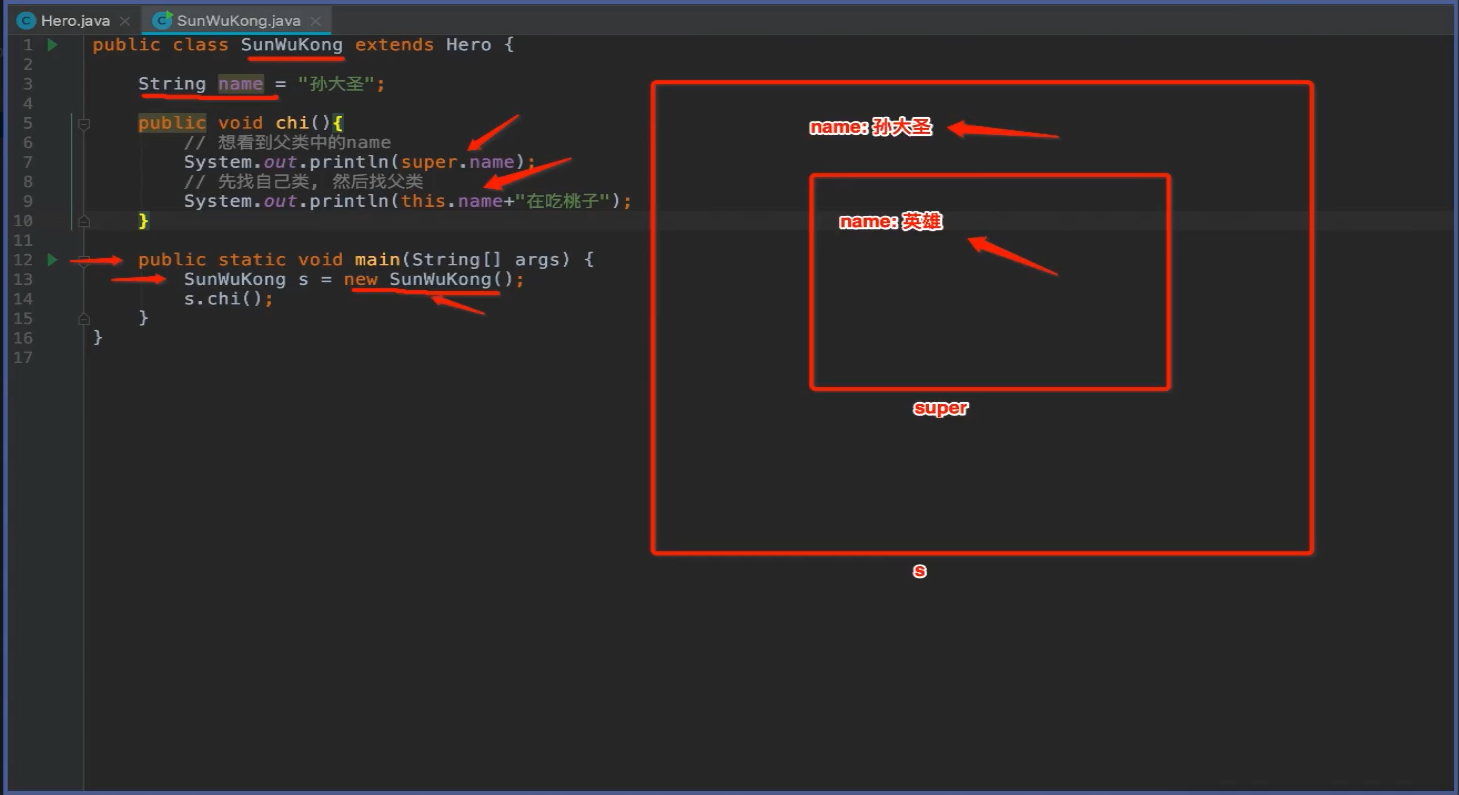 Hero.java
SunWuKong.java
1 public class SunWuKong extends Hero {
2
3 String name = "孙大圣";
4
5 public void chi(){
6 // 想看到父类中的name
7 System.out.println(super.name);
8 // 先找自己类, 然后找父类
9 System.out.println(this.name+"在吃桃子");
10 }
11
12 public static void main(String[] args) {
13 SunWuKong s = new SunWuKong();
14 s.chi();
15 }
16 }
17
name: 孙大圣
name: 英雄
super
s